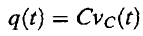 q(t) = Cv_C(t)